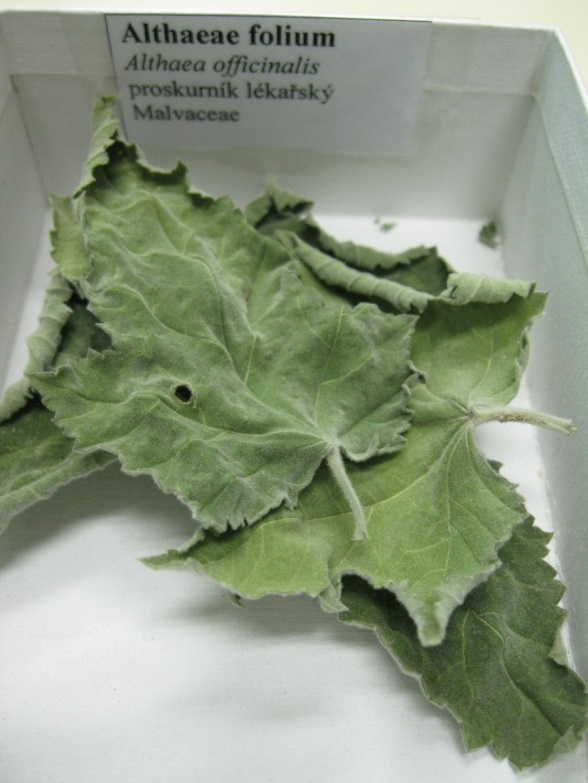 Althaeae folium
Althaea officinalis
proskurník lékařský
Malvaceae